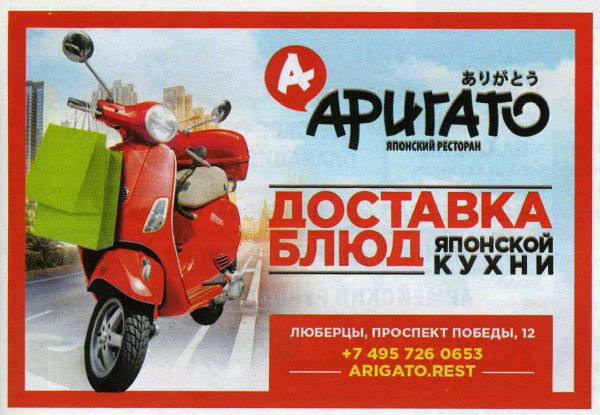 ありがとう
АРИГАТО
ЯПОНСКИЙ РЕСТОРАН
ДОСТАВКА
БЛЮД ЯПОНСКОЙ
КУХНИ
ЛЮБЕРЦЫ, ПРОСПЕКТ ПОБЕДЫ, 12
+7 495 726 0653
ARIGATO.REST